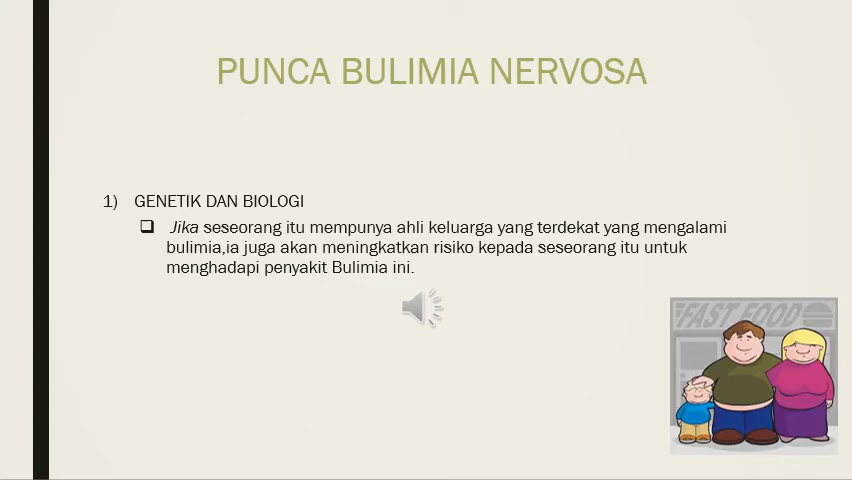 PUNCA BULIMIA NERVOSA
1) GENETIK DAN BIOLOGI
Jika seseorang itu mempunya ahli keluarga yang terdekat yang mengalami
bulimia,ia juga akan meningkatkan risiko kepada seseorang itu untuk
menghadapi penyakit Bulimia ini.
FAST FOOD